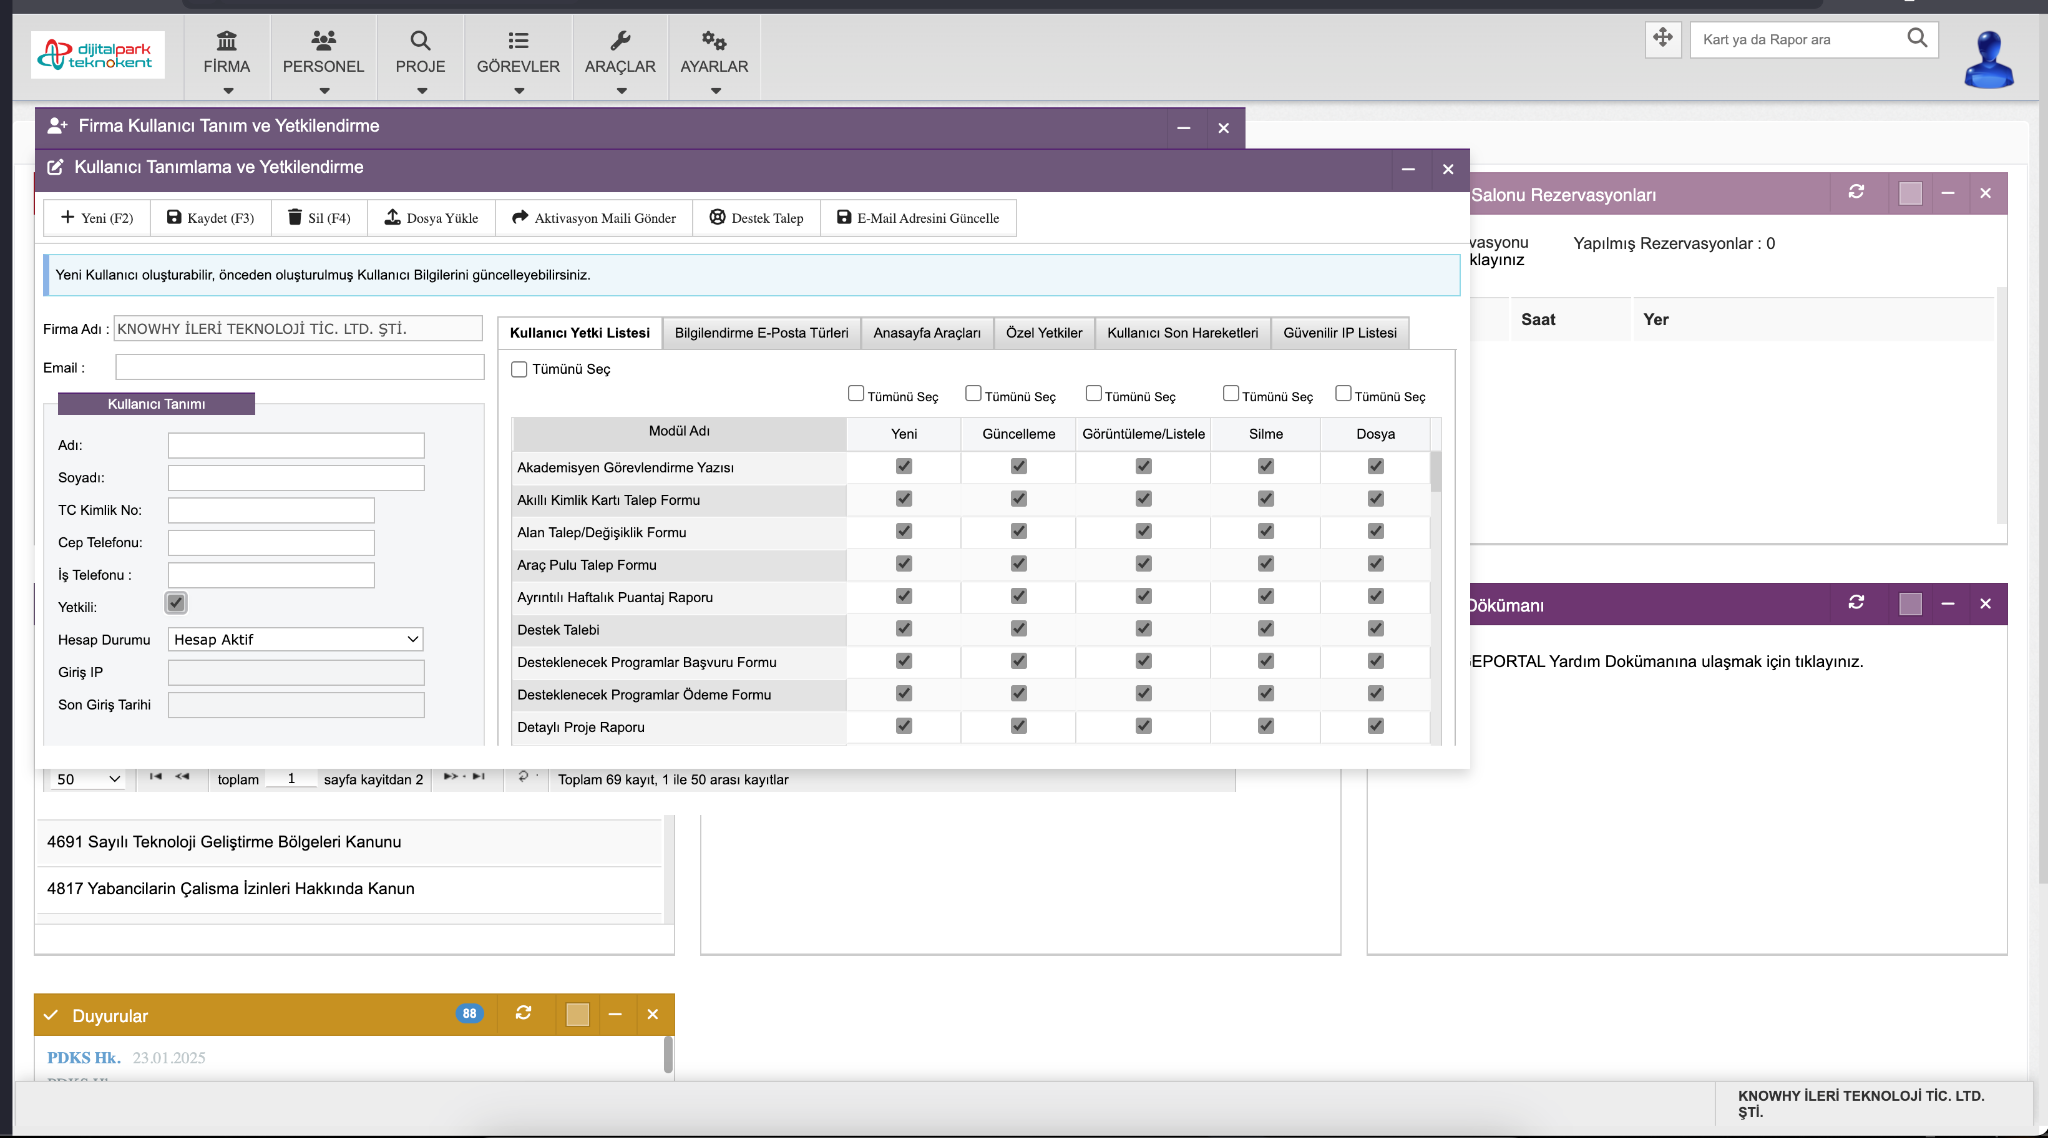 dijitalpark
teknokent
FİRMA
PERSONEL
PROJE
GÖREVLER
ARAÇLAR
AYARLAR
Kart ya da Rapor ara
Firma Kullanıcı Tanım ve Yetkilendirme
Kullanıcı Tanımlama ve Yetkilendirme
Yeni (F2)
Kaydet (F3)
Sil (F4)
Dosya Yükle
Aktivasyon Maili Gönder
Destek Talep
E-Mail Adresini Güncelle
Yeni Kullanıcı oluşturabilir, önceden oluşturulmuş Kullanıcı Bilgilerini güncelleyebilirsiniz.
Firma Adı : KNOWHY İLERİ TEKNOLOJİ TİC. LTD. ŞTİ.
Email :
Kullanıcı Tanımı
Adı:
Soyadı:
TC Kimlik No:
Cep Telefonu:
İş Telefonu :
Yetkili:
Hesap Durumu Hesap Aktif
Giriş IP
Son Giriş Tarihi
Kullanıcı Yetki Listesi
Bilgilendirme E-Posta Türleri
Anasayfa Araçları
Özel Yetkiler
Kullanıcı Son Hareketleri
Güvenilir IP Listesi
Tümünü Seç
Tümünü Seç Tümünü Seç Tümünü Seç Tümünü Seç Tümünü Seç
Modül Adı Yeni Güncelleme Görüntüleme/Listele Silme Dosya
Akademisyen Görevlendirme Yazısı
Akıllı Kimlik Kartı Talep Formu
Alan Talep/Değişiklik Formu
Araç Pulu Talep Formu
Ayrıntılı Haftalık Puantaj Raporu
Destek Talebi
Desteklenecek Programlar Başvuru Formu
Desteklenecek Programlar Ödeme Formu
Detaylı Proje Raporu
50 toplam 1 sayfa kayitdan 2 Toplam 69 kayıt, 1 ile 50 arası kayıtlar
Salonu Rezervasyonları
vasyonu
klayınız
Yapılmış Rezervasyonlar : 0
Saat Yer
Dökümanı
EPORTAL Yardım Dokümanına ulaşmak için tıklayınız.
4691 Sayılı Teknoloji Geliştirme Bölgeleri Kanunu
4817 Yabancilarin Çalisma İzinleri Hakkında Kanun
Duyurular 88
PDKS Hk. 23.01.2025
KNOWHY İLERİ TEKNOLOJİ TİC. LTD.
ŞTİ.